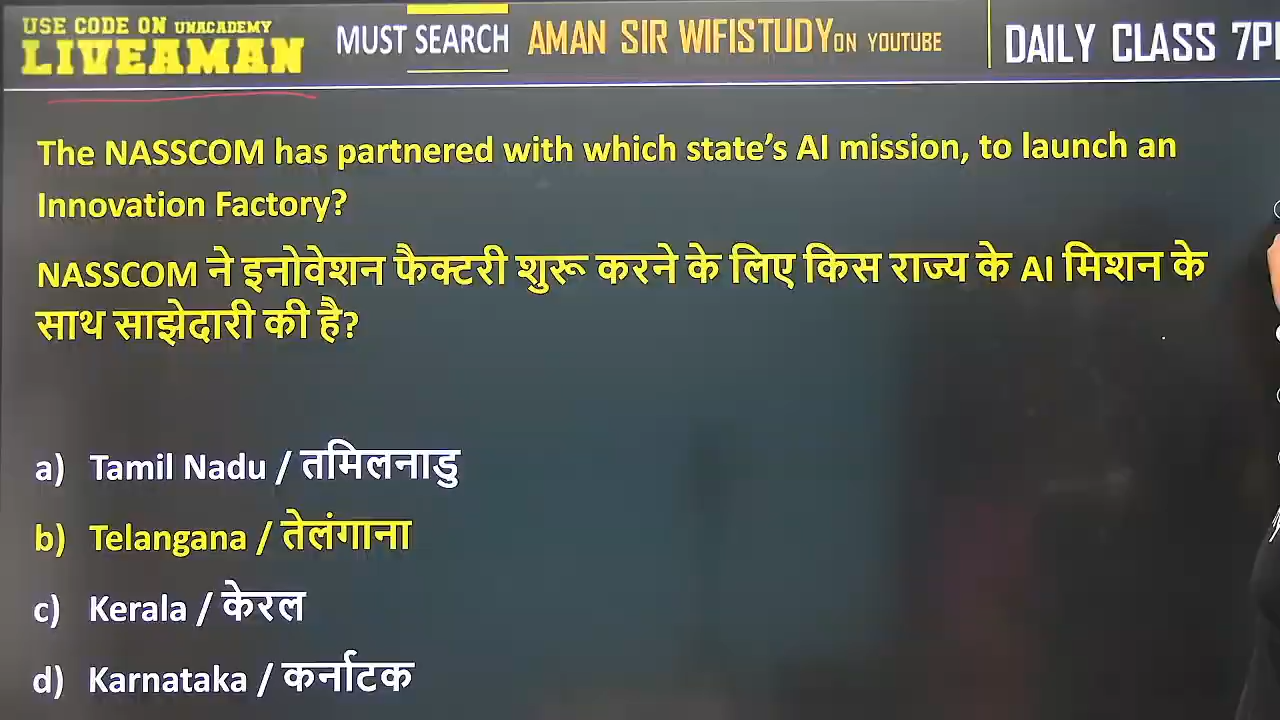 USE CODE ON UNACADEMY
LIVEAMAN
MUST SEARCH AMAN SIR WIFISTUDY ON YOUTUBE
DAILY CLASS 7P
The NASSCOM has partnered with which state's AI mission, to launch an
Innovation Factory?
NASSCOM ने इनोवेशन फैक्टरी शुरू करने के लिए किस राज्य के AI मिशन के
साथ साझेदारी की है?
a) Tamil Nadu / तमिलनाडु
b) Telangana / तेलंगाना
c) Kerala / केरल
d) Karnataka / कर्नाटक